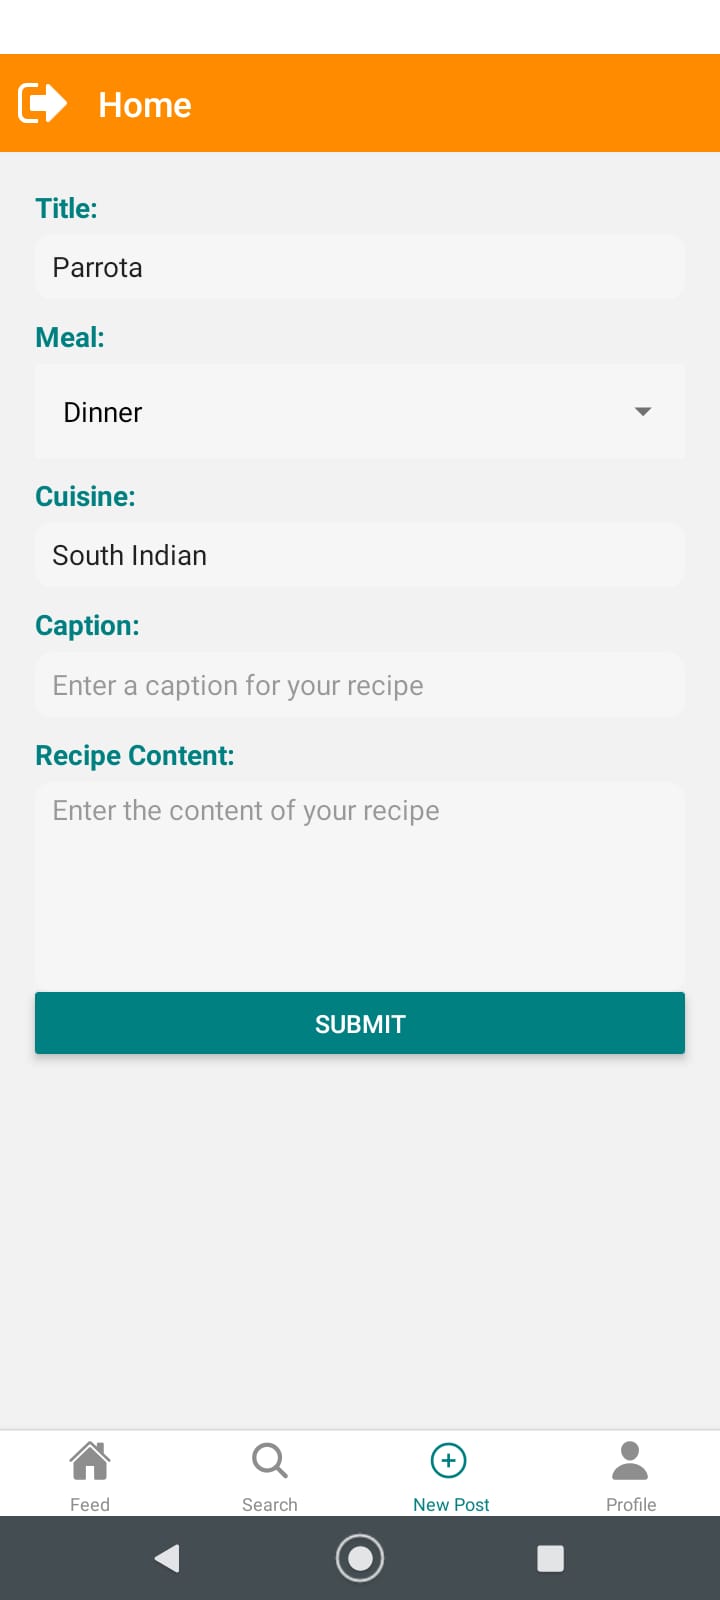 Home
Title:
Parrota
Meal:
Dinner
Cuisine:
South Indian
Caption:
Enter a caption for your recipe
Recipe Content:
Enter the content of your recipe
SUBMIT
Feed Search New Post Profile